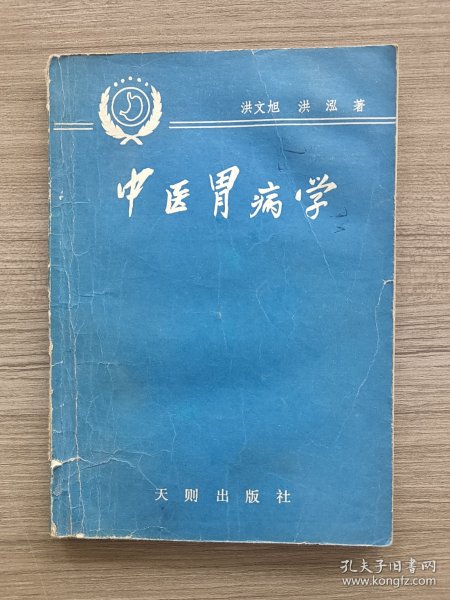 洪文旭 洪泓 著
中医胃病学
天则出版社
孔夫子旧书网
www.kongfz.com